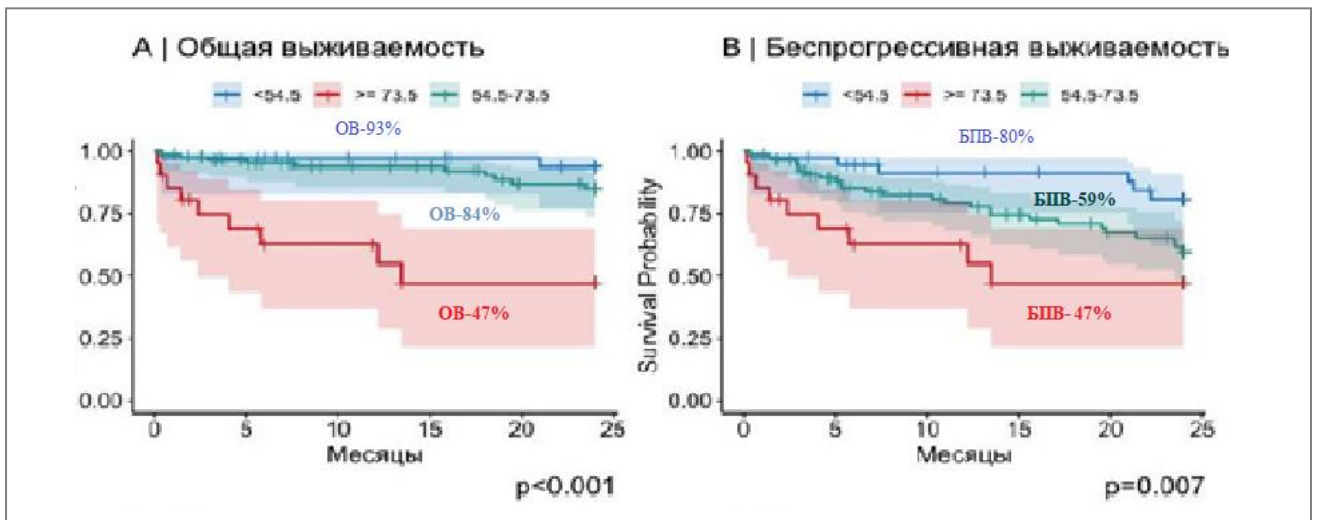 A | Общая выживаемость
<54.5 >= 73.5 54.5-73.5
ОВ-93%
1.00
0.75
0.50
0.25
0.00
ОВ-84%
ОВ-47%
0 5 10 15 20 25
Месяцы
p<0.001
B | Беспрогрессивная выживаемость
<54.5 >= 73.5 54.5-73.5
БПВ-80%
Survival Probability
1.00
0.75
0.50
0.25
0.00
БПВ-59%
БПВ- 47%
0 5 10 15 20 25
Месяцы
p=0.007